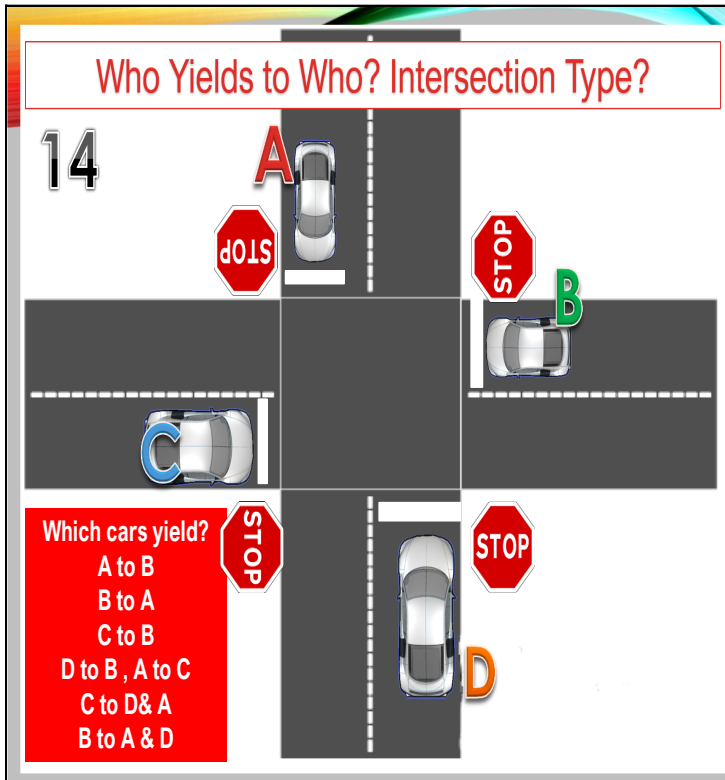 Who Yields to Who? Intersection Type?
14
A
STOP
STOP
B
C
Which cars yield?
A to B
B to A
C to B
D to B , A to C
C to D& A
B to A & D
STOP
STOP
D